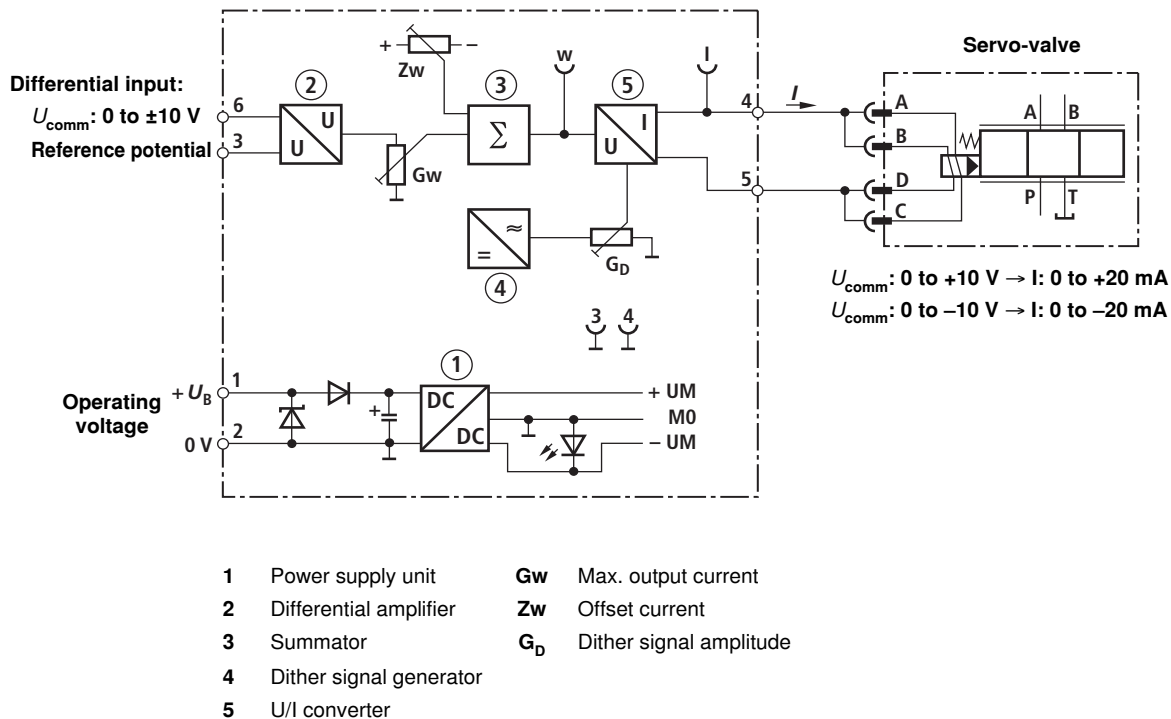 Differential input:
Ucomm: 0 to ±10 V
Reference potential
6
3
2
U
U
+
−
Zw
Gw
3
Σ
w
5
I
U
I
4
5
I
=
≈
4
GD
3
4
Servo-valve
A
B
D
C
A
B
P
T
Ucomm: 0 to +10 V → I: 0 to +20 mA
Ucomm: 0 to –10 V → I: 0 to –20 mA
Operating
voltage
+ UB
1
0 V
2
+
1
DC
DC
+ UM
M0
− UM
1 Power supply unit Gw Max. output current
2 Differential amplifier Zw Offset current
3 Summator GD Dither signal amplitude
4 Dither signal generator
5 U/I converter